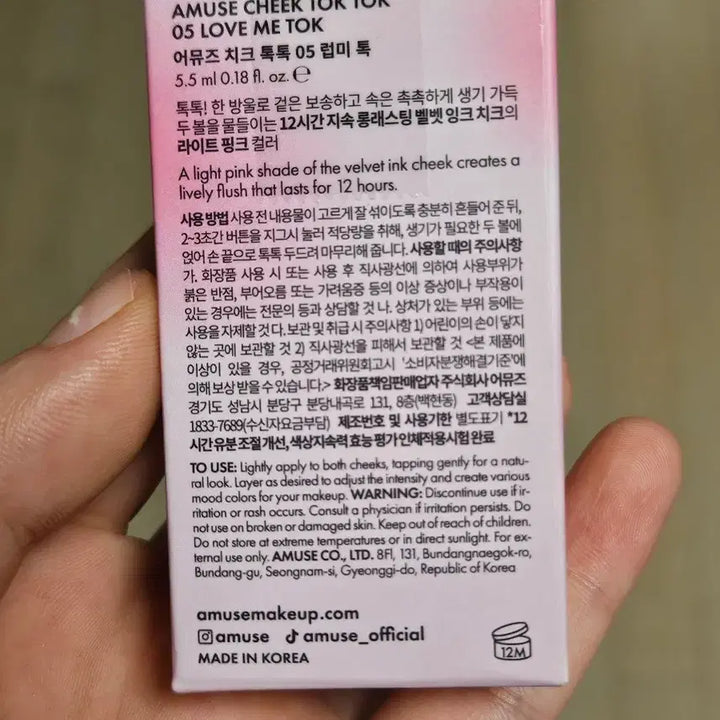 AMUSE CHEEK TOK TOK
05 LOVE ME TOK
어뮤즈 치크 톡톡 05 럽미 톡
5.5 ml 0.18 fl. oz. ℮
톡톡! 한 방울로 겉은 보송하고 속은 촉촉하게 생기 가득
두 볼을 물들이는 12시간 지속 롱래스팅 벨벳 잉크 치크의
라이트 핑크 컬러
A light pink shade of the velvet ink cheek creates a
lively flush that lasts for 12 hours.
사용 방법 사용 전 내용물이 고르게 잘 섞이도록 충분히 흔들어 준 뒤,
2~3초간 버튼을 지그시 눌러 적당량을 취해, 생기가 필요한 두 볼에
얹어 손 끝으로 톡톡 두드려 마무리해 줍니다. 사용할 때의 주의사항
가. 화장품 사용 시 또는 사용 후 직사광선에 의하여 사용부위가
붉은 반점, 부어오름 또는 가려움증 등의 이상 증상이나 부작용이
있는 경우에는 전문의 등과 상담할 것 나. 상처가 있는 부위 등에는
사용을 자제할 것 다. 보관 및 취급 시 주의사항 1) 어린이의 손이 닿지
않는 곳에 보관할 것 2) 직사광선을 피해서 보관할 것 <본 제품에
이상이 있을 경우, 공정거래위원회고시 '소비자분쟁해결기준'에
의해 보상 받을 수 있습니다.> 화장품책임판매업자 주식회사 어뮤즈
경기도 성남시 분당구 분당내곡로 131, 8층(백현동) 고객상담실
1833-7689(수신자요금부담) 제조번호 및 사용기한 별도표기 *12
시간 유분 조절 개선, 색상지속력 효능 평가 인체적용시험 완료
TO USE: Lightly apply to both cheeks, tapping gently for a natu-
ral look. Layer as desired to adjust the intensity and create various
mood colors for your makeup. WARNING: Discontinue use if ir-
ritation or rash occurs. Consult a physician if irritation persists. Do
not use on broken or damaged skin. Keep out of reach of children.
Do not store at extreme temperatures or in direct sunlight. For ex-
ternal use only. AMUSE CO., LTD. 8Fl, 131, Bundangnaegok-ro,
Bundang-gu, Seongnam-si, Gyeonggi-do, Republic of Korea
amusemakeup.com
amuse amuse_official
MADE IN KOREA
12M